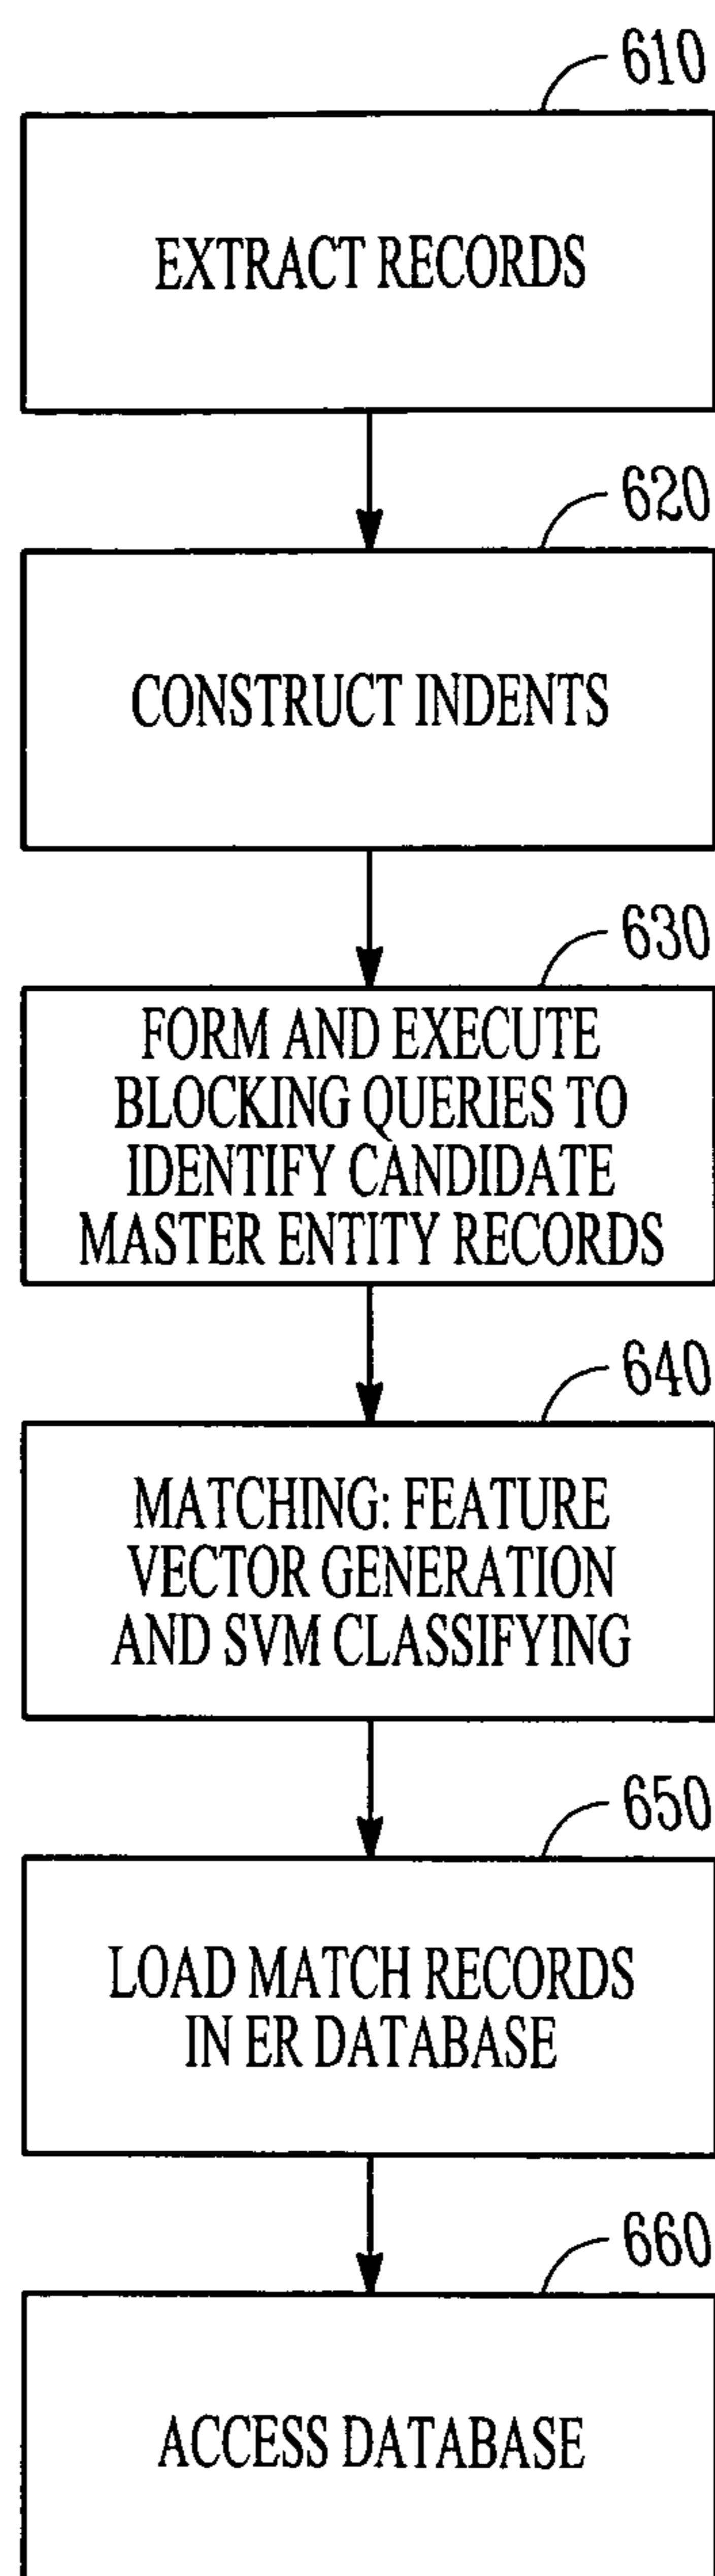 610
EXTRACT RECORDS
620
CONSTRUCT INDENTS
630
FORM AND EXECUTE
BLOCKING QUERIES TO
IDENTIFY CANDIDATE
MASTER ENTITY RECORDS
640
MATCHING: FEATURE
VECTOR GENERATION
AND SVM CLASSIFYING
650
LOAD MATCH RECORDS
IN ER DATABASE
660
ACCESS DATABASE